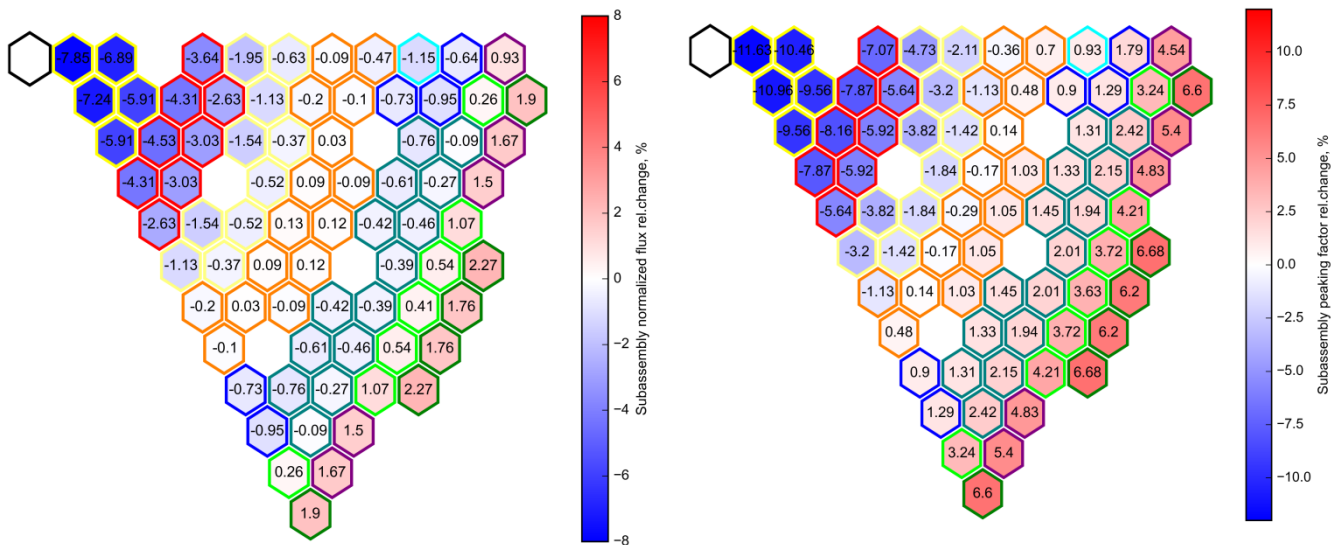 -7.85 -6.89 -3.64 -1.95 -0.63 -0.09 -0.47 -1.15 -0.64 0.93
-7.24 -5.91 -4.31 -2.63 -1.13 -0.2 -0.1 -0.73 -0.95 0.26 1.9
-5.91 -4.53 -3.03 -1.54 -0.37 0.03 -0.76 -0.09 1.67
-4.31 -3.03 -0.52 0.09 -0.09 -0.61 -0.27 1.5
-2.63 -1.54 -0.52 0.13 0.12 -0.42 -0.46 1.07
-1.13 -0.37 0.09 0.12 -0.39 0.54 2.27
-0.2 0.03 -0.09 -0.42 -0.39 0.41 1.76
-0.1 -0.61 -0.46 0.54 1.76
-0.73 -0.76 -0.27 1.07 2.27
-0.95 -0.09 1.5
0.26 1.67
1.9
8
6
4
2
0
−2
−4
−6
−8
Subassembly normalized flux rel.change, %
-11.63 -10.46 -7.07 -4.73 -2.11 -0.36 0.7 0.93 1.79 4.54
-10.96 -9.56 -7.87 -5.64 -3.2 -1.13 0.48 0.9 1.29 3.24 6.6
-9.56 -8.16 -5.92 -3.82 -1.42 0.14 1.31 2.42 5.4
-7.87 -5.92 -1.84 -0.17 1.03 1.33 2.15 4.83
-5.64 -3.82 -1.84 -0.29 1.05 1.45 1.94 4.21
-3.2 -1.42 -0.17 1.05 2.01 3.72 6.68
-1.13 0.14 1.03 1.45 2.01 3.63 6.2
0.48 1.33 1.94 3.72 6.2
0.9 1.31 2.15 4.21 6.68
1.29 2.42 4.83
3.24 5.4
6.6
10.0
5.0
0.0
−5.0
−10.0
Subassembly peaking factor rel.change, %